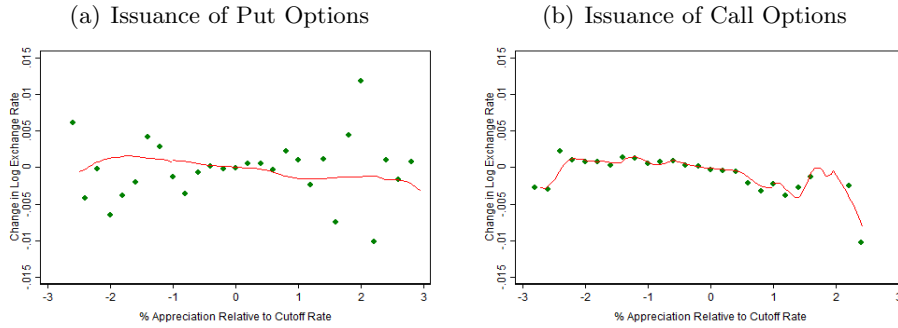 (a) Issuance of Put Options
(b) Issuance of Call Options
Change in Log Exchange Rate
-.015 -.01 -.005 0 .005 .01 .015
-3 -2 -1 0 1 2 3
% Appreciation Relative to Cutoff Rate
Change in Log Exchange Rate
-.015 -.01 -.005 0 .005 .01 .015
-3 -2 -1 0 1 2 3
% Appreciation Relative to Cutoff Rate